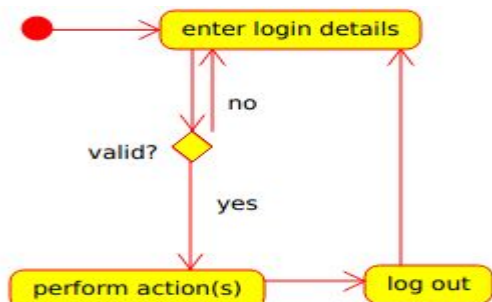 enter login details
no
valid?
yes
perform action(s)
log out